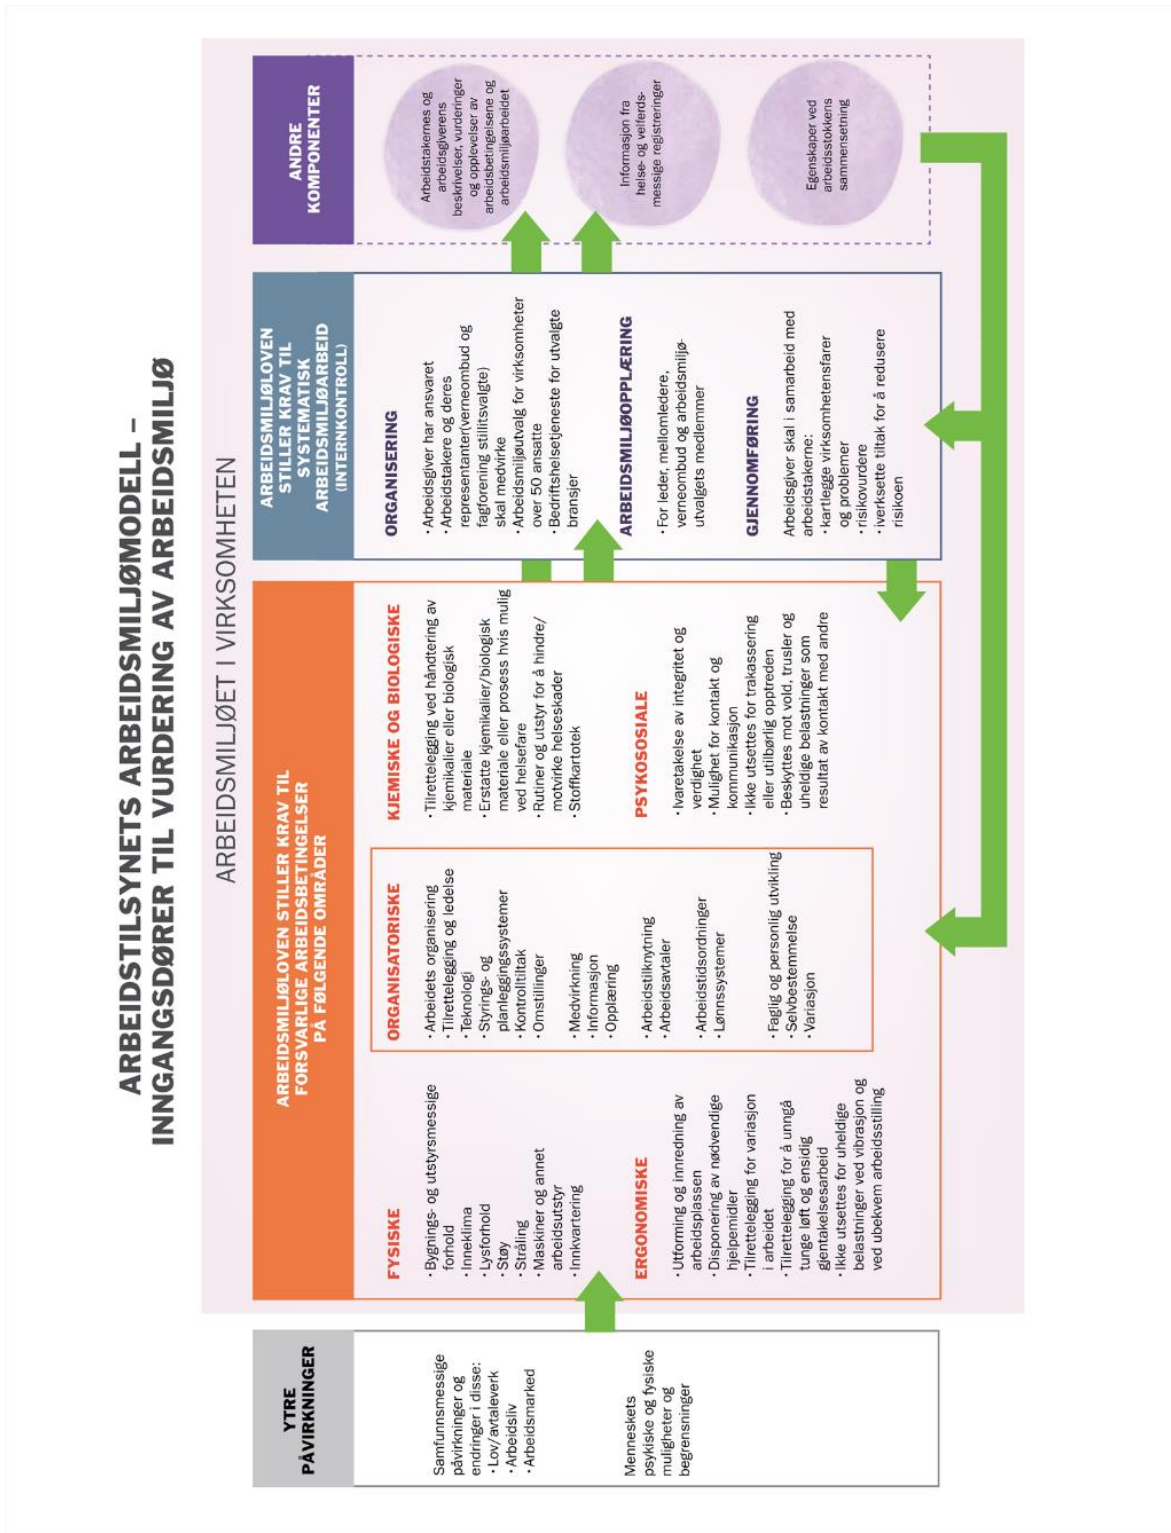 ARBEIDSTILSYNETS ARBEIDSMILJØMODELL –
INNGANGSDØRER TIL VURDERING AV ARBEIDSMILJØ
ARBEIDSMILJØET I VIRKSOMHETEN
YTRE
PÅVIRKNINGER
Samfunnsmessige
påvirkninger og
endringer i disse:
· Lov/avtaleverk
· Arbeidsliv
· Arbeidsmarked
Menneskets
psykiske og fysiske
muligheter og
begrensninger
ARBEIDSMILJØLOVEN STILLER KRAV TIL
FORSVARLIGE ARBEIDSBETINGELSER
PÅ FØLGENDE OMRÅDER
FYSISKE
· Bygnings- og utstyrsmessige
forhold
· Inneklima
· Lysforhold
· Støy
· Stråling
· Maskiner og annet
arbeidsutstyr
· Innkvartering
ERGONOMISKE
· Utforming og innredning av
arbeidsplassen
· Disponering av nødvendige
hjelpemidler
· Tilrettelegging for variasjon
i arbeidet
· Tilrettelegging for å unngå
tunge løft og ensidig
gjentakelsesarbeid
· Ikke utsettes for uheldige
belastninger ved vibrasjon og
ved ubekvem arbeidsstilling
ORGANISATORISKE
· Arbeidets organisering
· Tilrettelegging og ledelse
· Teknologi
· Styrings- og
planleggingssystemer
· Kontrolltiltak
· Omstillinger
· Medvirkning
· Informasjon
· Opplæring
· Arbeidstilknytning
· Arbeidsavtaler
· Arbeidstidsordninger
· Lønnssystemer
· Faglig og personlig utvikling
· Selvbestemmelse
· Variasjon
KJEMISKE OG BIOLOGISKE
· Tilrettelegging ved håndtering av
kjemikalier eller biologisk
materiale
· Erstatte kjemikalier/biologisk
materiale eller prosess hvis mulig
ved helsefare
· Rutiner og utstyr for å hindre/
motvirke helseskader
· Stoffkartotek
PSYKOSOSIALE
· Ivaretakelse av integritet og
verdighet
· Mulighet for kontakt og
kommunikasjon
· Ikke utsettes for trakassering
eller utilbørlig opptreden
· Beskyttes mot vold, trusler og
uheldige belastninger som
resultat av kontakt med andre
ARBEIDSMILJØLOVEN
STILLER KRAV TIL
SYSTEMATISK
ARBEIDSMILJØARBEID
(INTERNKONTROLL)
ORGANISERING
· Arbeidsgiver har ansvaret
· Arbeidstakere og deres
representanter(verneombud og
fagforening stillitsvalgte)
skal medvirke
· Arbeidsmiljøutvalg for virksomheter
over 50 ansatte
· Bedriftshelsetjeneste for utvalgte
bransjer
ARBEIDSMILJØOPPLÆRING
· For leder, mellomledere,
verneombud og arbeidsmiljø-
utvalgets medlemmer
GJENNOMFØRING
Arbeidsgiver skal i samarbeid med
arbeidstakerne:
· kartlegge virksomhetensfarer
og problemer
· risikovurdere
· iverksette tiltak for å redusere
risikoen
ANDRE
KOMPONENTER
Arbeidstakernes og
arbeidsgiverens
beskrivelser, vurderinger
og opplevelser av
arbeidsbetingelsene og
arbeidsmiljøarbeidet
Informasjon fra
helse- og velferds-
messige registreringer
Egenskaper ved
arbeidsstokkens
sammensetning